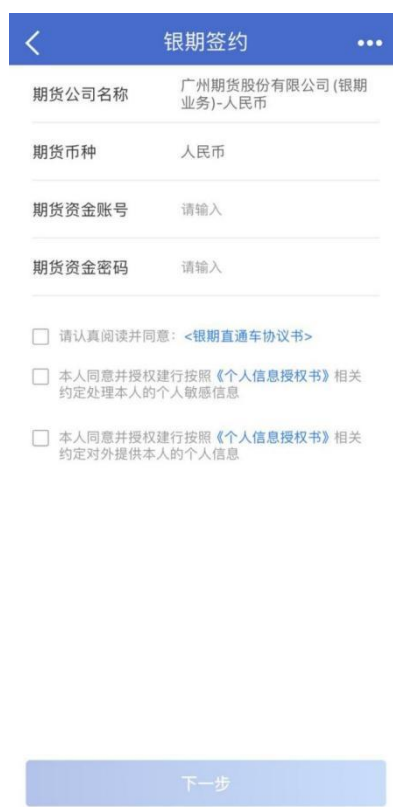 银期签约
期货公司名称
广州期货股份有限公司(银期
业务)-人民币
期货币种
人民币
期货资金账号
请输入
期货资金密码
请输入
请认真阅读并同意：<银期直通车协议书>
本人同意并授权建行按照《个人信息授权书》相关
约定处理本人的个人敏感信息
本人同意并授权建行按照《个人信息授权书》相关
约定对外提供本人的个人信息
下一步